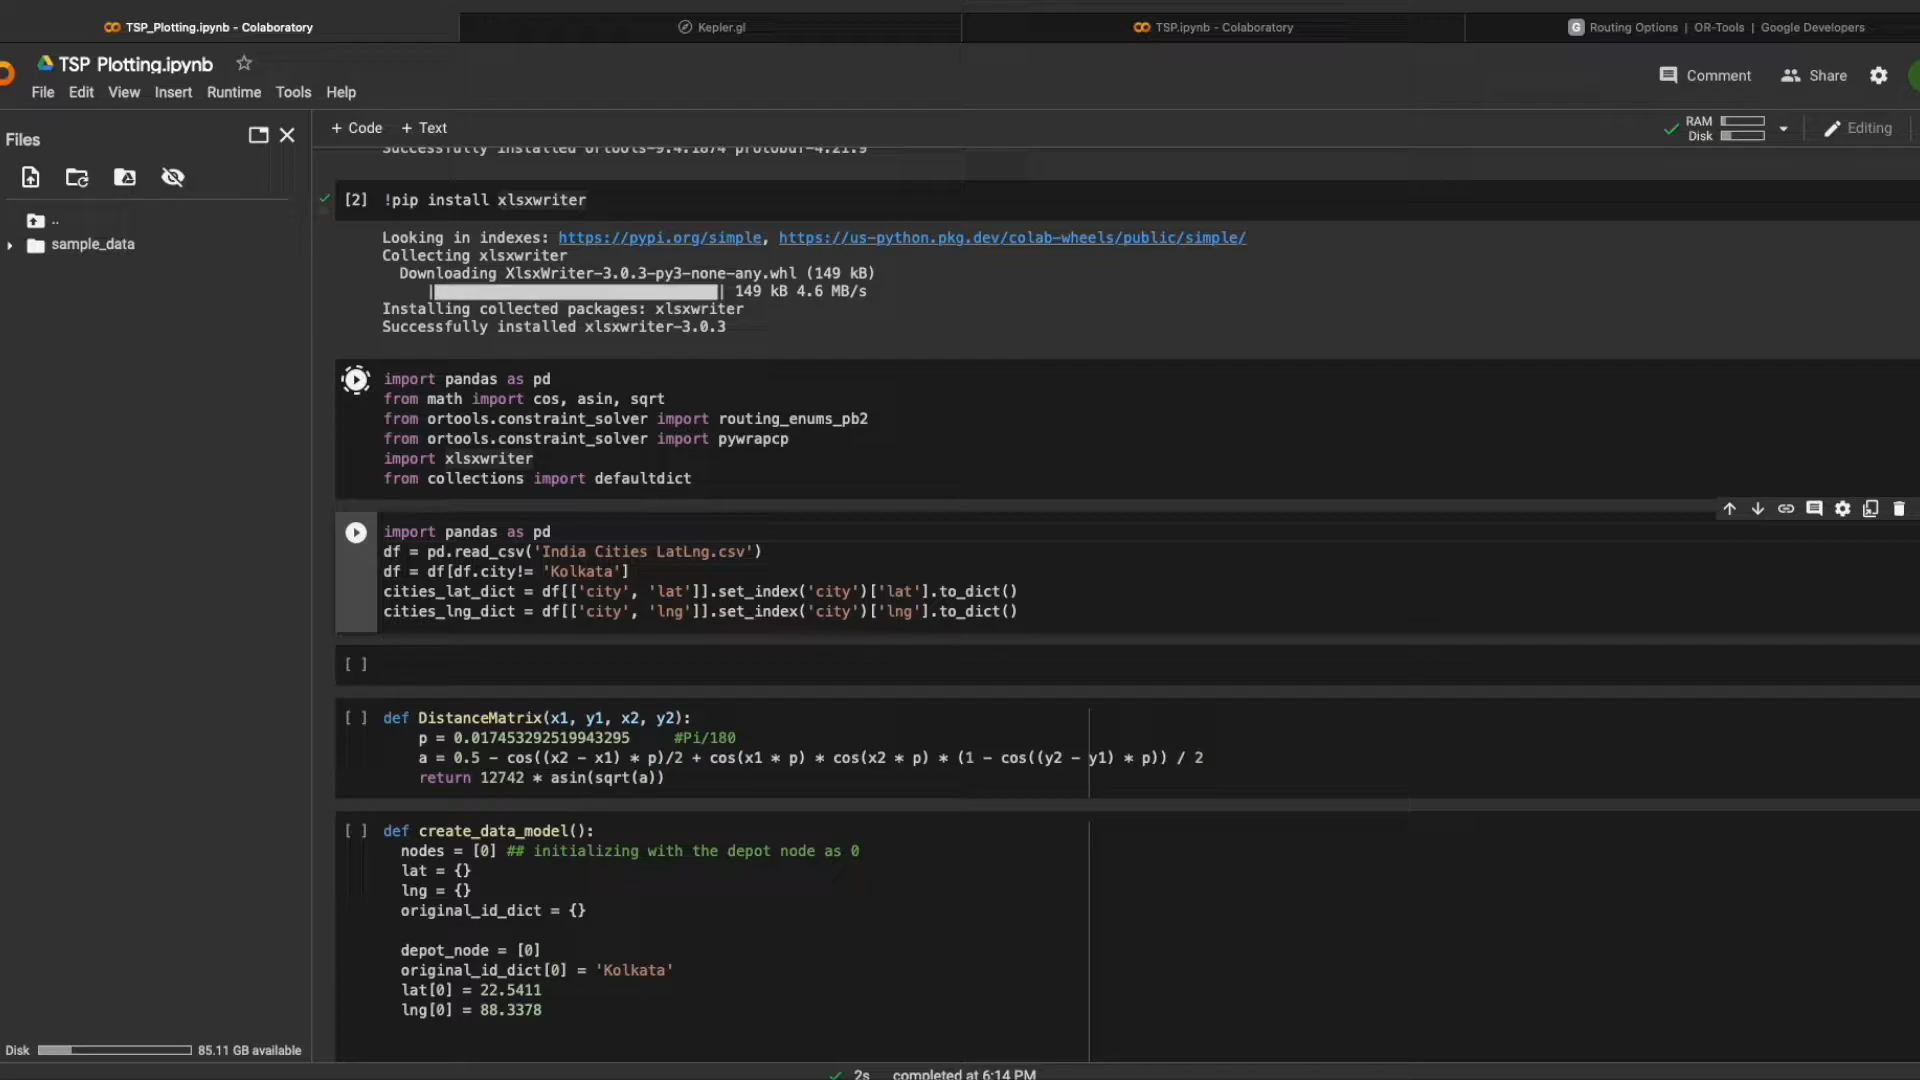 TSP_Plotting.ipynb - Colaboratory
Kepler.gl
TSP.ipynb - Colaboratory
G Routing Options | OR-Tools | Google Developers
TSP Plotting.ipynb
Comment
Share
File Edit View Insert Runtime Tools Help
Files
+ Code + Text
RAM
Disk
Editing
Successfully installed ortools-9.4.1874 protobuf-4.21.9
..
sample_data
[2] !pip install xlsxwriter
Looking in indexes: https://pypi.org/simple, https://us-python.pkg.dev/colab-wheels/public/simple/
Collecting xlsxwriter
Downloading XlsxWriter-3.0.3-py3-none-any.whl (149 kB)
| | 149 kB 4.6 MB/s
Installing collected packages: xlsxwriter
Successfully installed xlsxwriter-3.0.3
import pandas as pd
from math import cos, asin, sqrt
from ortools.constraint_solver import routing_enums_pb2
from ortools.constraint_solver import pywrapcp
import xlsxwriter
from collections import defaultdict
import pandas as pd
df = pd.read_csv('India Cities LatLng.csv')
df = df[df.city!= 'Kolkata']
cities_lat_dict = df[['city', 'lat']].set_index('city')['lat'].to_dict()
cities_lng_dict = df[['city', 'lng']].set_index('city')['lng'].to_dict()
[ ]
[ ] def DistanceMatrix(x1, y1, x2, y2):
p = 0.017453292519943295 #Pi/180
a = 0.5 - cos((x2 - x1) * p)/2 + cos(x1 * p) * cos(x2 * p) * (1 - cos((y2 - y1) * p)) / 2
return 12742 * asin(sqrt(a))
[ ] def create_data_model():
nodes = [0] ## initializing with the depot node as 0
lat = {}
lng = {}
original_id_dict = {}
depot_node = [0]
original_id_dict[0] = 'Kolkata'
lat[0] = 22.5411
lng[0] = 88.3378
Disk 85.11 GB available
2s completed at 6:14 PM